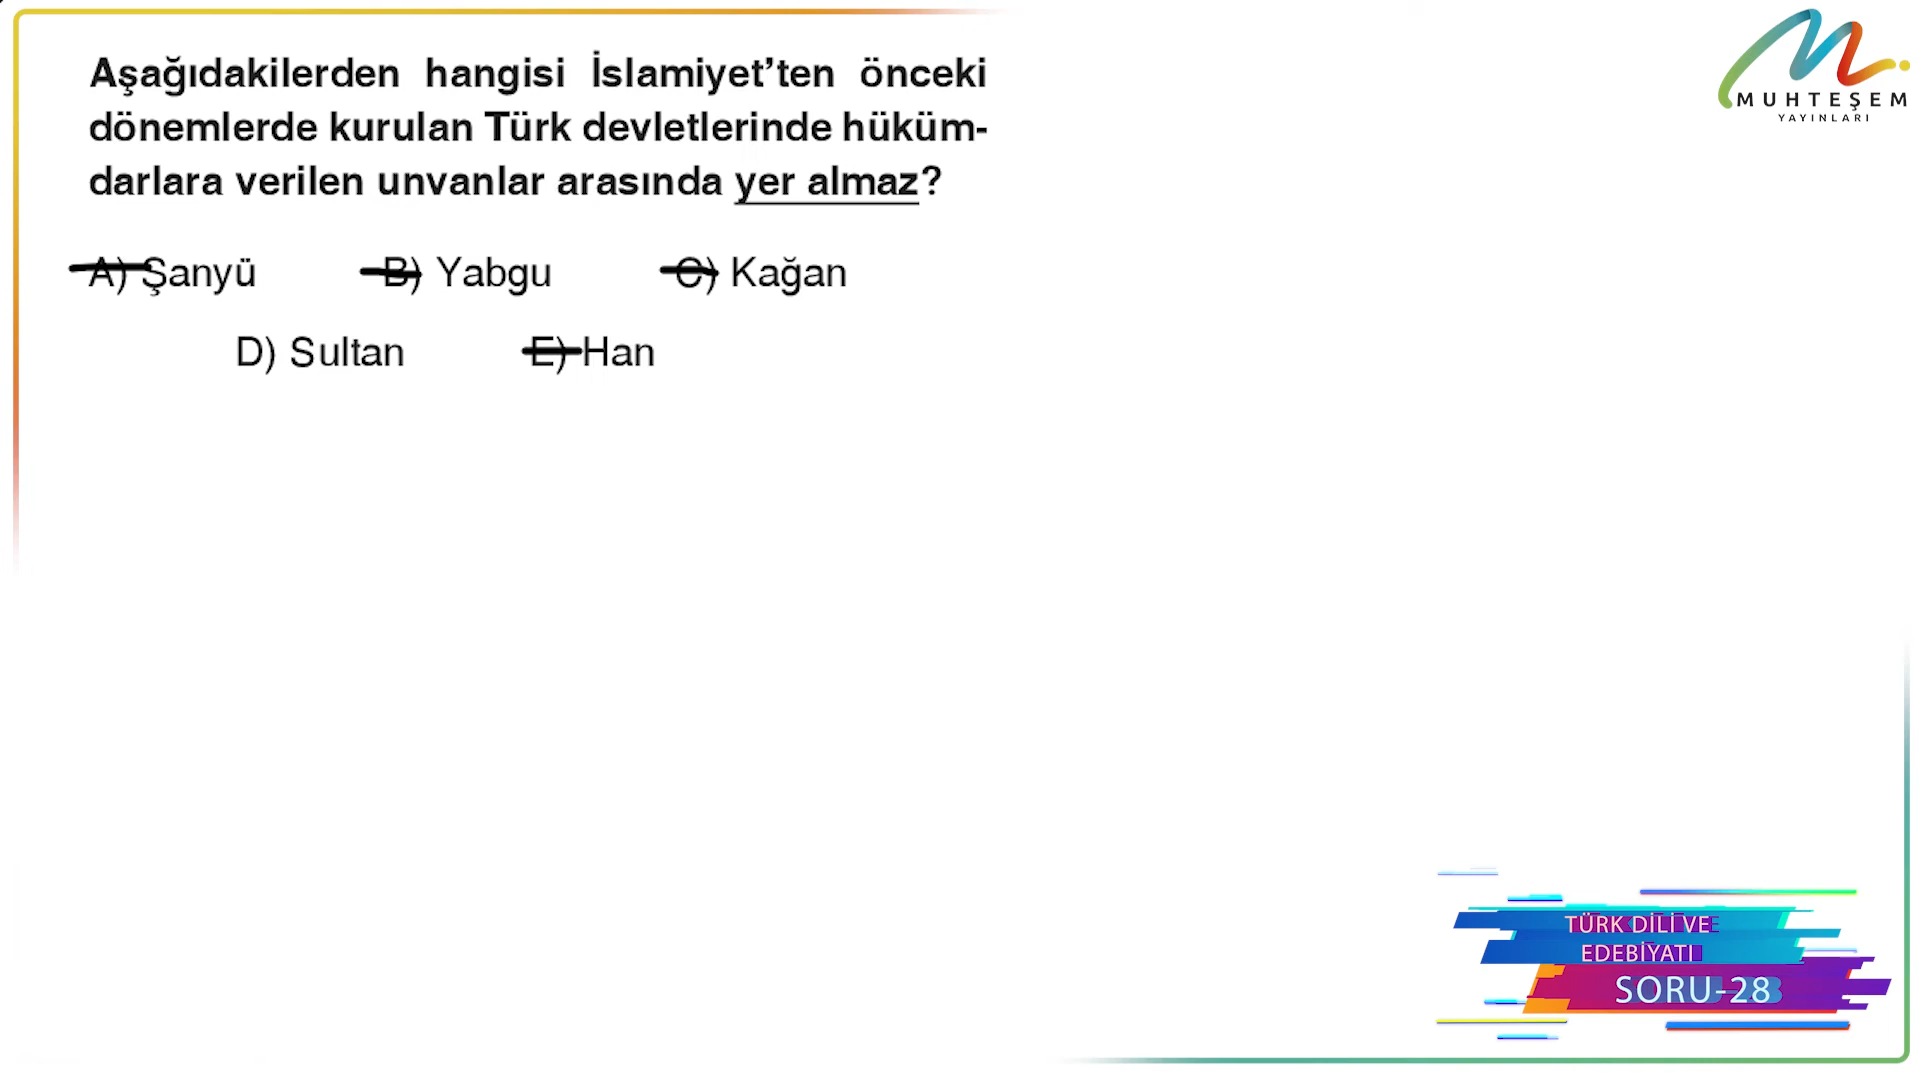 Aşağıdakilerden hangisi İslamiyet’ten önceki
dönemlerde kurulan Türk devletlerinde hüküm-
darlara verilen unvanlar arasında yer almaz?
A) Şanyü B) Yabgu C) Kağan
D) Sultan E) Han
MUHTEŞEM
YAYINLARI
TÜRK DİLİ VE
EDEBİYATI
SORU-28